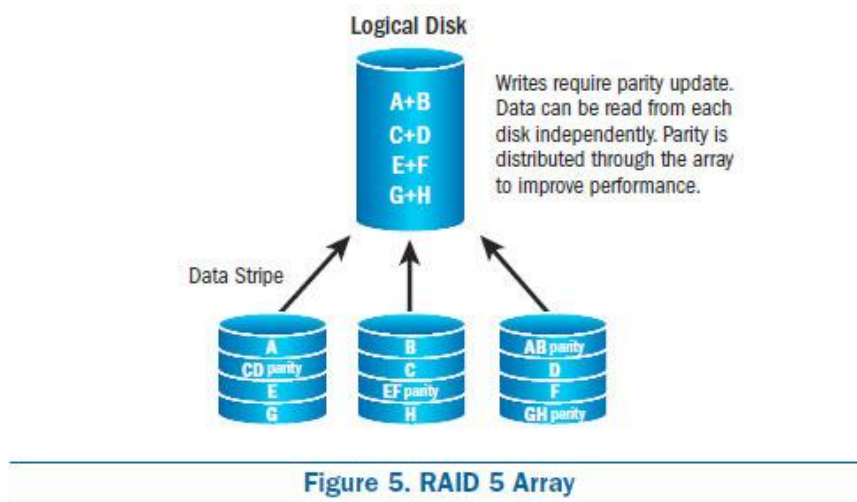 Logical Disk
A+B
C+D
E+F
G+H
Writes require parity update.
Data can be read from each
disk independently. Parity is
distributed through the array
to improve performance.
Data Stripe
A
CD parity
E
G
B
C
EF parity
H
AB parity
D
F
GH parity
Figure 5. RAID 5 Array